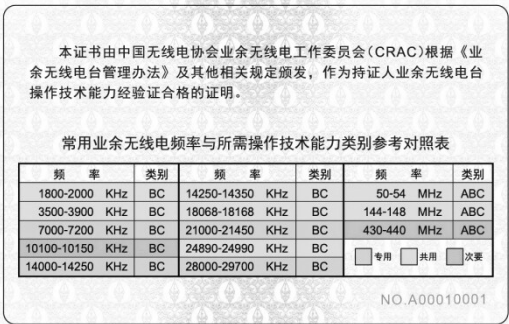 本证书由中国无线电协会业余无线电工作委员会(CRAC)根据《业
余无线电台管理办法》及其他相关规定颁发，作为持证人业余无线电台
操作技术能力经验证合格的证明。
常用业余无线电频率与所需操作技术能力类别参考对照表
频 率 类别 频 率 类别 频 率 类别
1800-2000 KHz BC 14250-14350 KHz BC 50-54 MHz ABC
3500-3900 KHz BC 18068-18168 KHz BC 144-148 MHz ABC
7000-7200 KHz BC 21000-21450 KHz BC 430-440 MHz ABC
10100-10150 KHz BC 24890-24990 KHz BC 专用 共用 次要
14000-14250 KHz BC 28000-29700 KHz BC
NO.A00010001